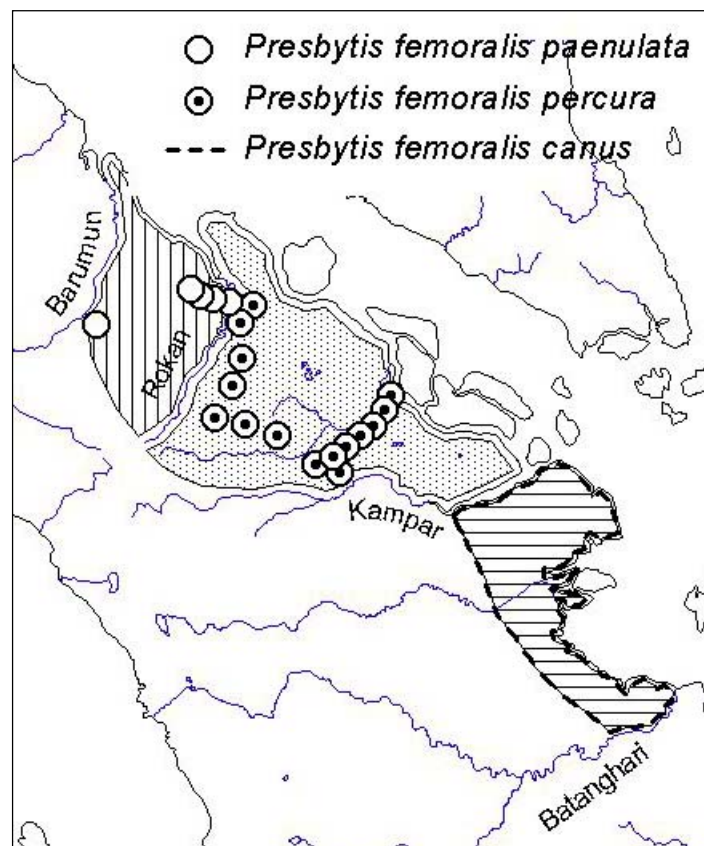 Presbytis femoralis paenulata
Presbytis femoralis percura
Presbytis femoralis canus
Barumun
Rokan
Kampar
Batanghari